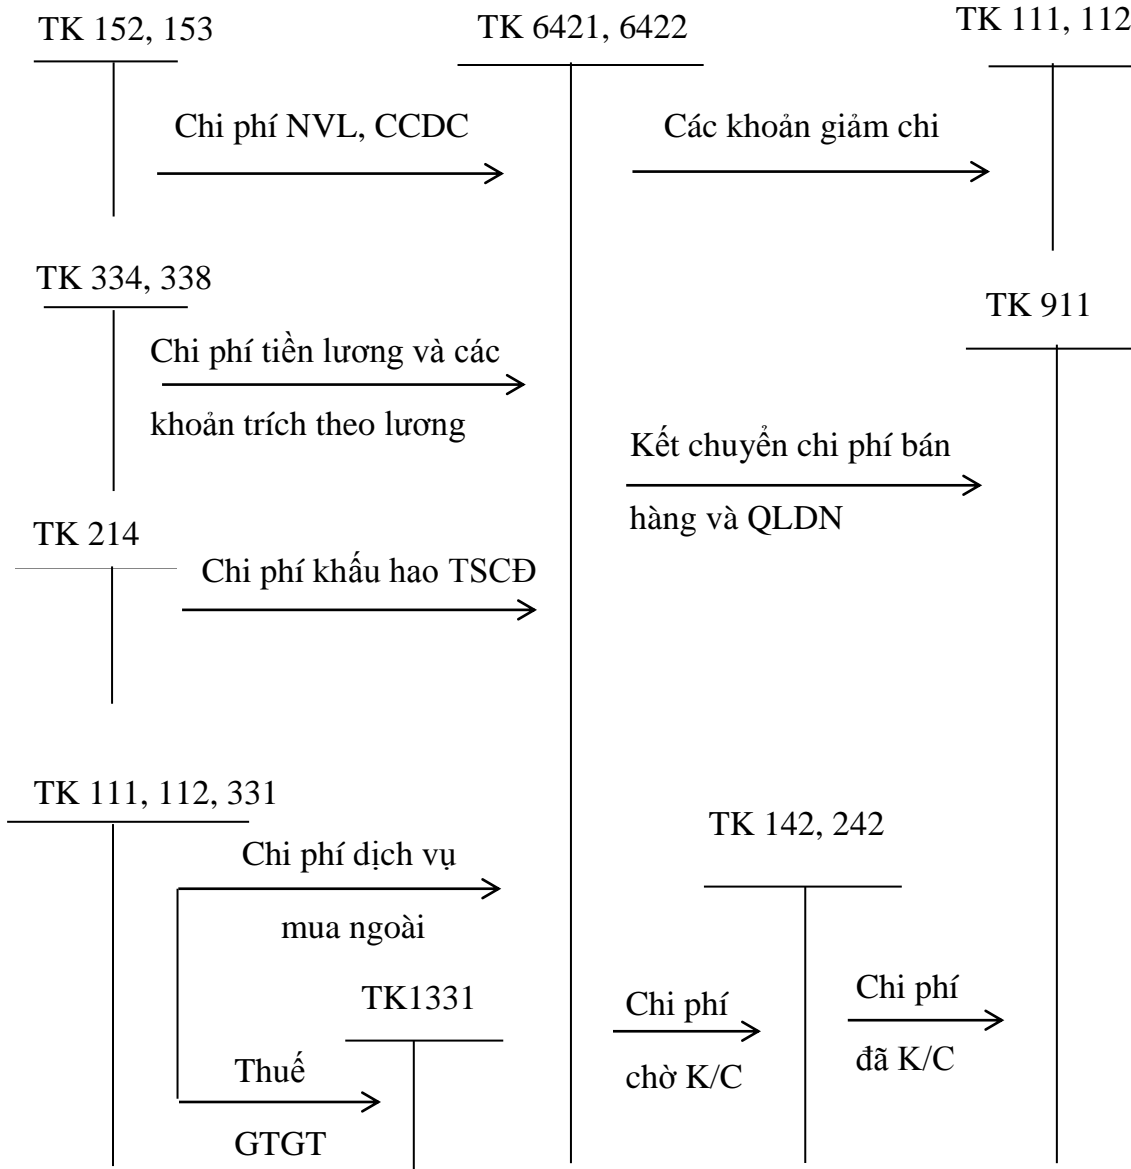 TK 152, 153
TK 6421, 6422
TK 111, 112
Chi phí NVL, CCDC
Các khoản giảm chi
TK 334, 338
TK 911
Chi phí tiền lương và các
khoản trích theo lương
Kết chuyển chi phí bán
hàng và QLDN
TK 214
Chi phí khấu hao TSCĐ
TK 111, 112, 331
TK 142, 242
Chi phí dịch vụ
mua ngoài
TK1331
Chi phí
chờ K/C
Chi phí
đã K/C
Thuế
GTGT